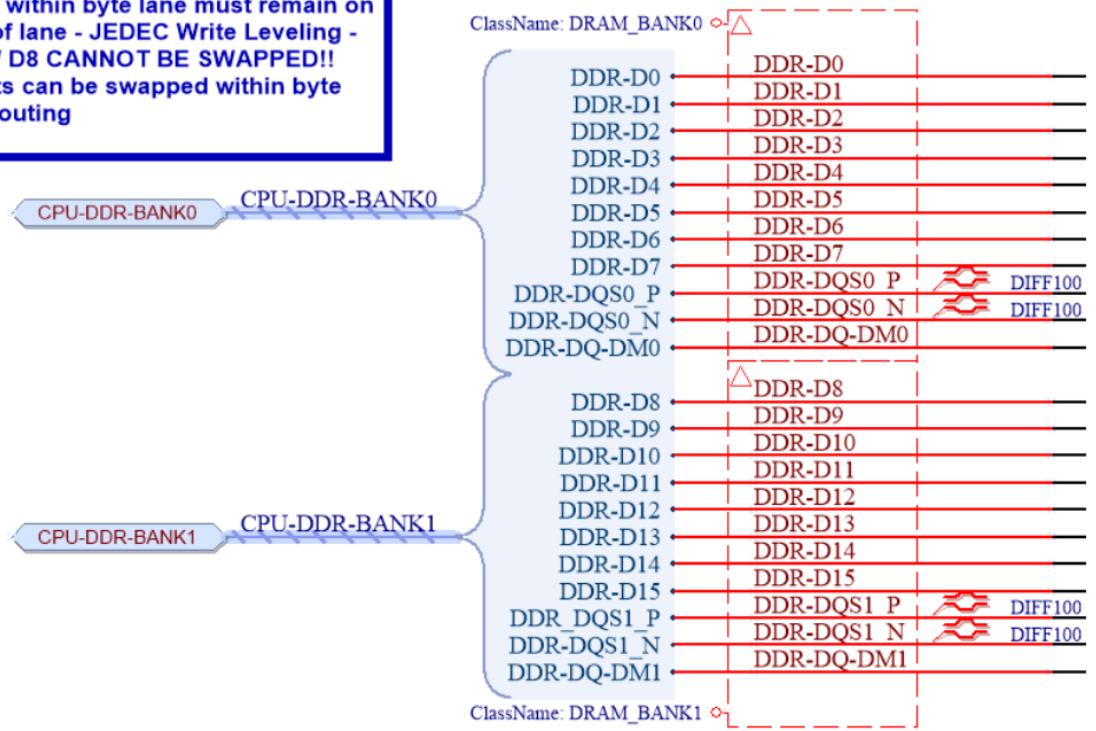 within byte lane must remain on
of lane - JEDEC Write Leveling -
D8 CANNOT BE SWAPPED!!
can be swapped within byte
ClassName: DRAM_BANK0
CPU-DDR-BANK0
CPU-DDR-BANK0
DDR-D0 DDR-D0
DDR-D1 DDR-D1
DDR-D2 DDR-D2
DDR-D3 DDR-D3
DDR-D4 DDR-D4
DDR-D5 DDR-D5
DDR-D6 DDR-D6
DDR-D7 DDR-D7
DDR-DQS0_P DDR-DQS0_P DIFF100
DDR-DQS0_N DDR-DQS0_N DIFF100
DDR-DQ-DM0 DDR-DQ-DM0
CPU-DDR-BANK1
CPU-DDR-BANK1
DDR-D8 DDR-D8
DDR-D9 DDR-D9
DDR-D10 DDR-D10
DDR-D11 DDR-D11
DDR-D12 DDR-D12
DDR-D13 DDR-D13
DDR-D14 DDR-D14
DDR-D15 DDR-D15
DDR_DQS1_P DDR-DQS1_P DIFF100
DDR-DQS1_N DDR-DQS1_N DIFF100
DDR-DQ-DM1 DDR-DQ-DM1
ClassName: DRAM_BANK1